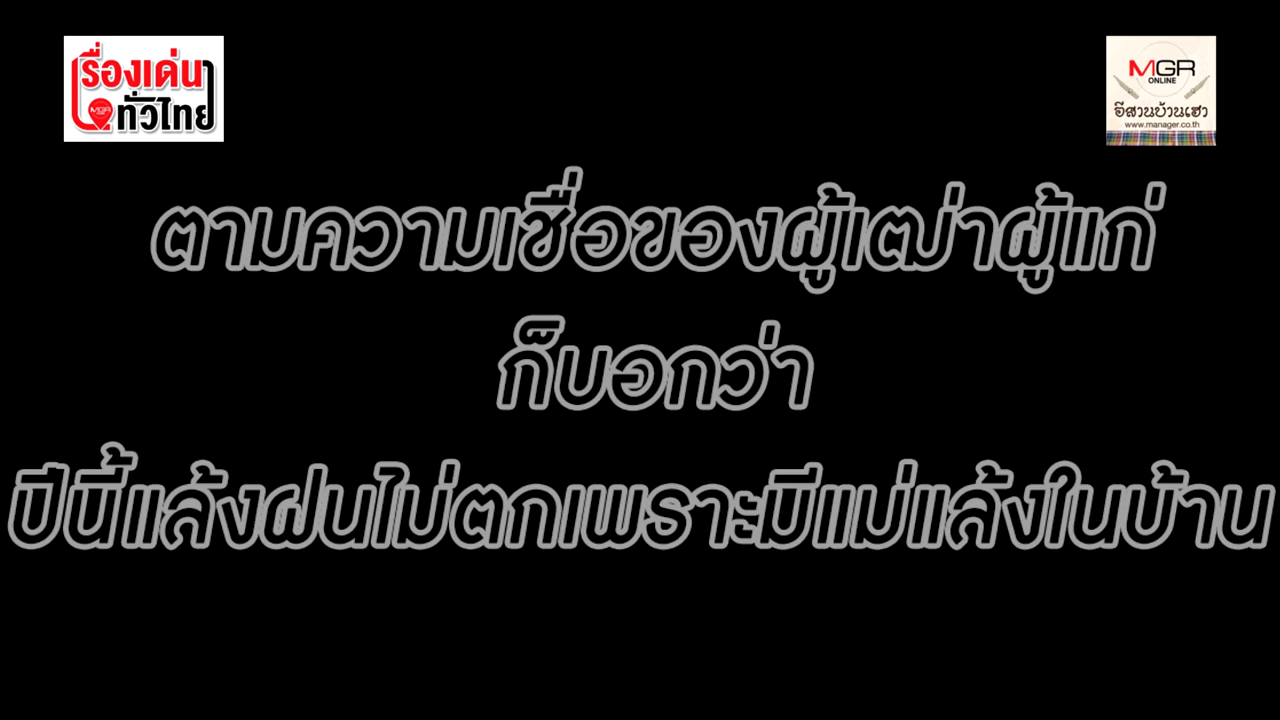 เรื่องเด่น
MGR
ทั่วไทย
MGR
ONLINE
อีสานบ้านเฮา
www.manager.co.th
ตามความเชื่อของผู้เฒ่าผู้แก่
ก็บอกว่า
ปีนี้แล้งฝนไม่ตกเพราะมีแม่แล้งในบ้าน